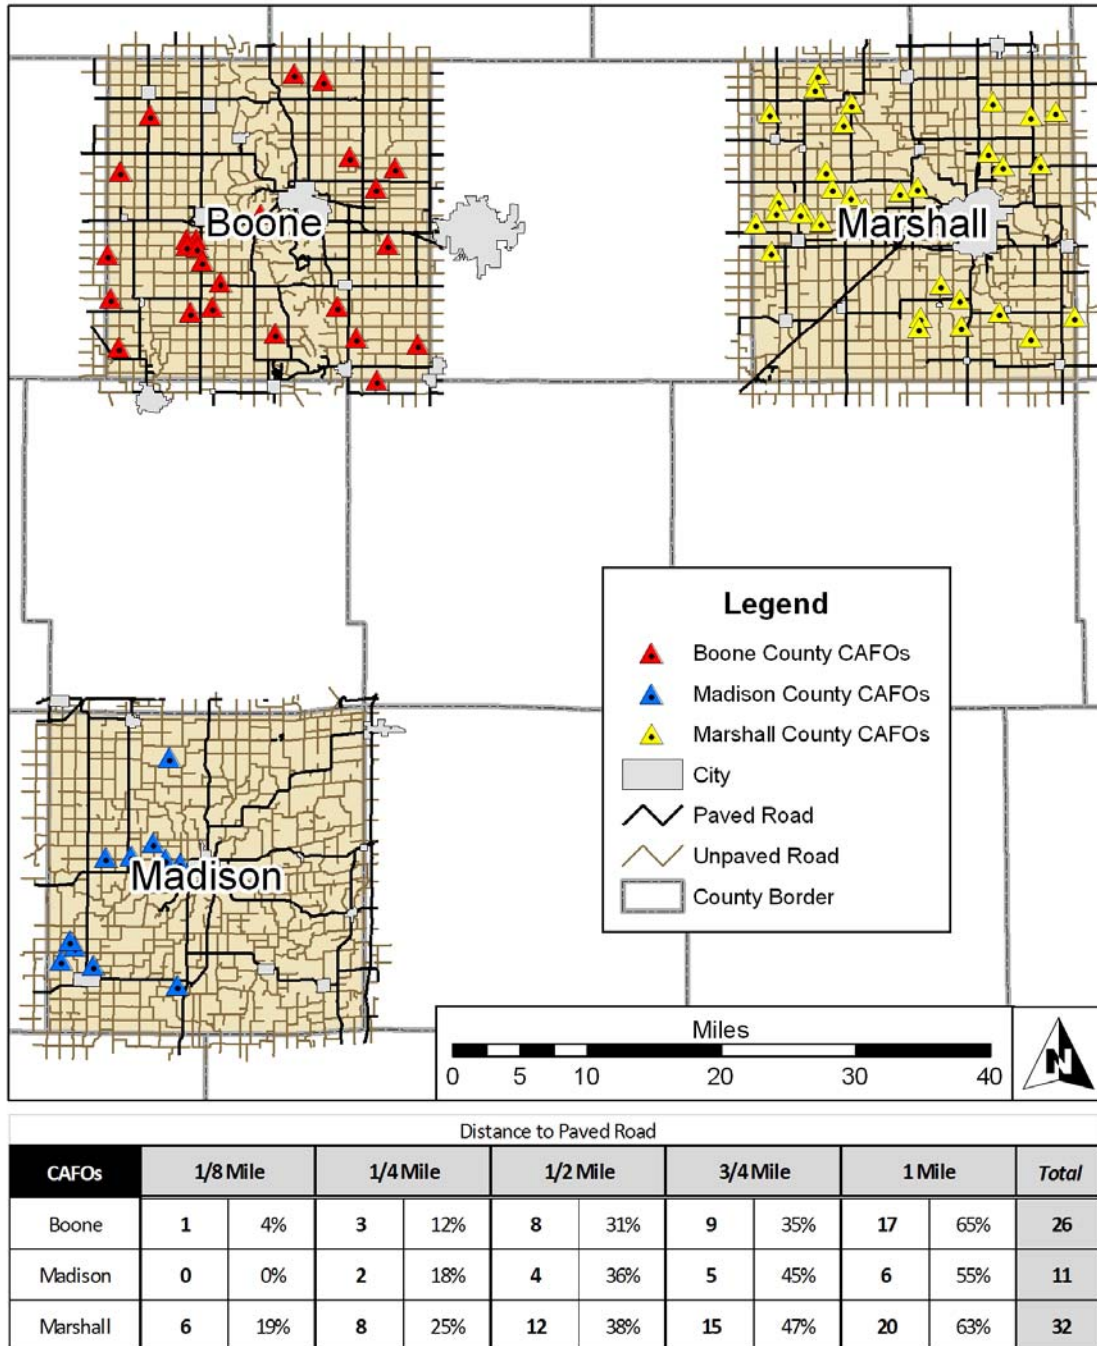 Boone
Marshall
Legend
Boone County CAFOs
Madison County CAFOs
Marshall County CAFOs
City
Paved Road
Unpaved Road
County Border
Madison
Miles
0 5 10 20 30 40
N
Distance to Paved Road
CAFOs 1/8 Mile 1/4 Mile 1/2 Mile 3/4 Mile 1 Mile Total
Boone 1 4% 3 12% 8 31% 9 35% 17 65% 26
Madison 0 0% 2 18% 4 36% 5 45% 6 55% 11
Marshall 6 19% 8 25% 12 38% 15 47% 20 63% 32